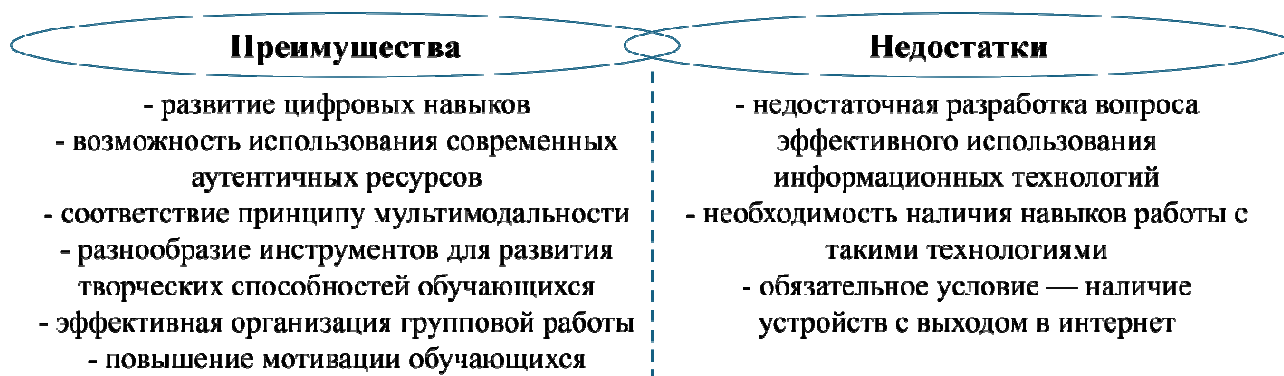 Преимущества
- развитие цифровых навыков
- возможность использования современных
аутентичных ресурсов
- соответствие принципу мультимодальности
- разнообразие инструментов для развития
творческих способностей обучающихся
- эффективная организация групповой работы
- повышение мотивации обучающихся
Недостатки
- недостаточная разработка вопроса
эффективного использования
информационных технологий
- необходимость наличия навыков работы с
такими технологиями
- обязательное условие — наличие
устройств с выходом в интернет